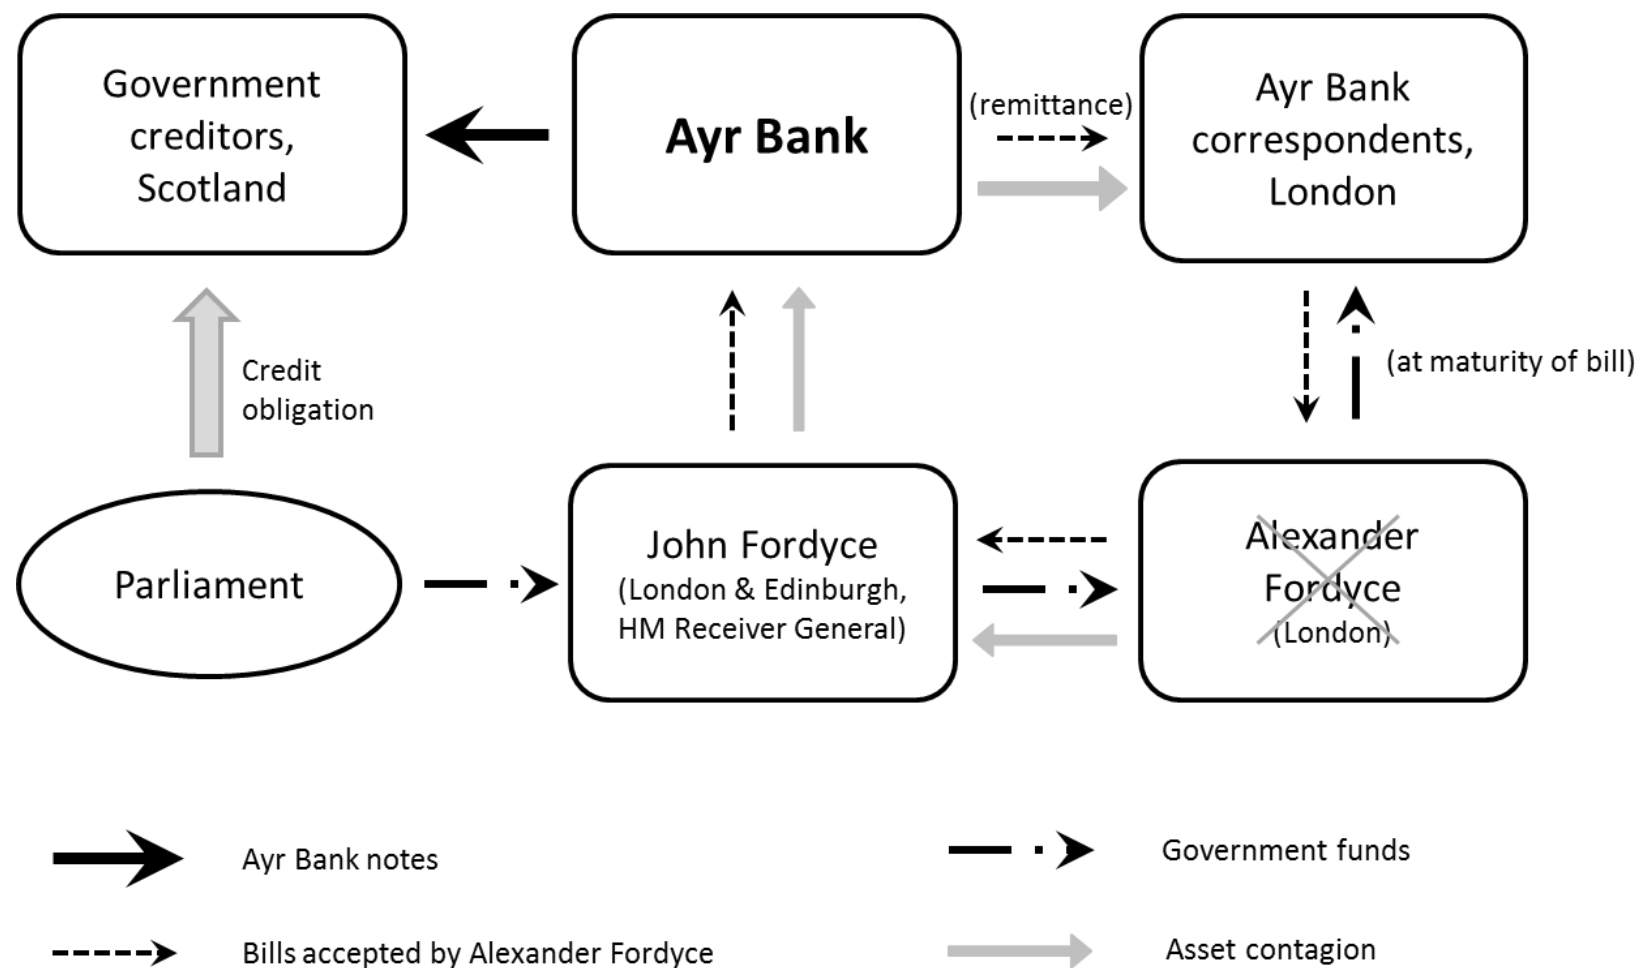 Government
creditors,
Scotland
Ayr Bank
(remittance)
Ayr Bank
correspondents,
London
Credit
obligation
(at maturity of bill)
Parliament
John Fordyce
(London & Edinburgh,
HM Receiver General)
Alexander
Fordyce
(London)
Ayr Bank notes
Government funds
Bills accepted by Alexander Fordyce
Asset contagion